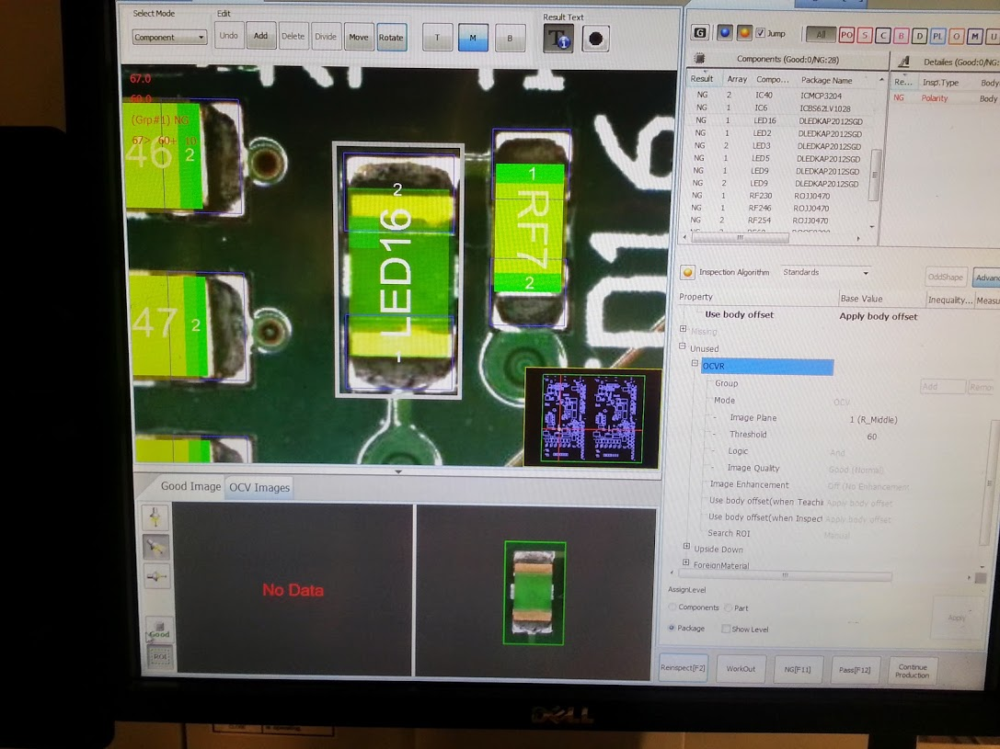 Select Mode
Component
Edit
Undo
Add
Delete
Divide
Move
Rotate
T
M
B
Result Text
T
G
Jump
All
PO
S
C
B
D
PL
O
M
U
Components (Good:0/NG:28)
Result Array Compo... Package Name
NG 2 IC40 ICMCP3204
NG 1 IC6 ICBS62LV1028
NG 1 LED16 DLEDKAP2012SGD
NG 1 LED2 DLEDKAP2012SGD
NG 2 LED3 DLEDKAP2012SGD
NG 1 LED5 DLEDKAP2012SGD
NG 1 LED9 DLEDKAP2012SGD
NG 2 LED9 DLEDKAP2012SGD
NG 1 RF230 ROJJ0470
NG 1 RF246 ROJJ0470
NG 2 RF254 ROJJ0470
Detailes (Good:0/NG:
Re... Insp.Type Body
NG Polarity Body
67.0
60.0
(Grp#1) NG
67> 60+ 10
46
2
47
2
2
LED16
1
1
RF7
2
D16
Inspection Algorithm Standards
OddShape
Advanc
Property Base Value Inequality... Measu
Use body offset Apply body offset
Missing
Unused
OCVR
Group Add Remov
Mode OCV
Image Plane 1 (R_Middle)
Threshold 60
Logic And
Image Quality Good (Normal)
Image Enhancement Off (No Enhancement
Use body offset(when Teachi Apply body offset
Use body offset(when Inspect Apply body offset
Search ROI Manual
Upside Down
ForeignMaterial
AssignLevel
Components
Part
Package
Show Level
Apply
Reinspect[F2]
WorkOut
NG[F11]
Pass[F12]
Continue
Production
Good Image
OCV Images
No Data
Good
ROI
DELL